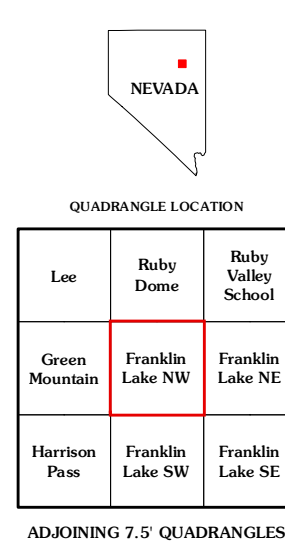 NEVADA
QUADRANGLE LOCATION
Lee
Ruby
Dome
Ruby
Valley
School
Green
Mountain
Franklin
Lake NW
Franklin
Lake NE
Harrison
Pass
Franklin
Lake SW
Franklin
Lake SE
ADJOINING 7.5' QUADRANGLES